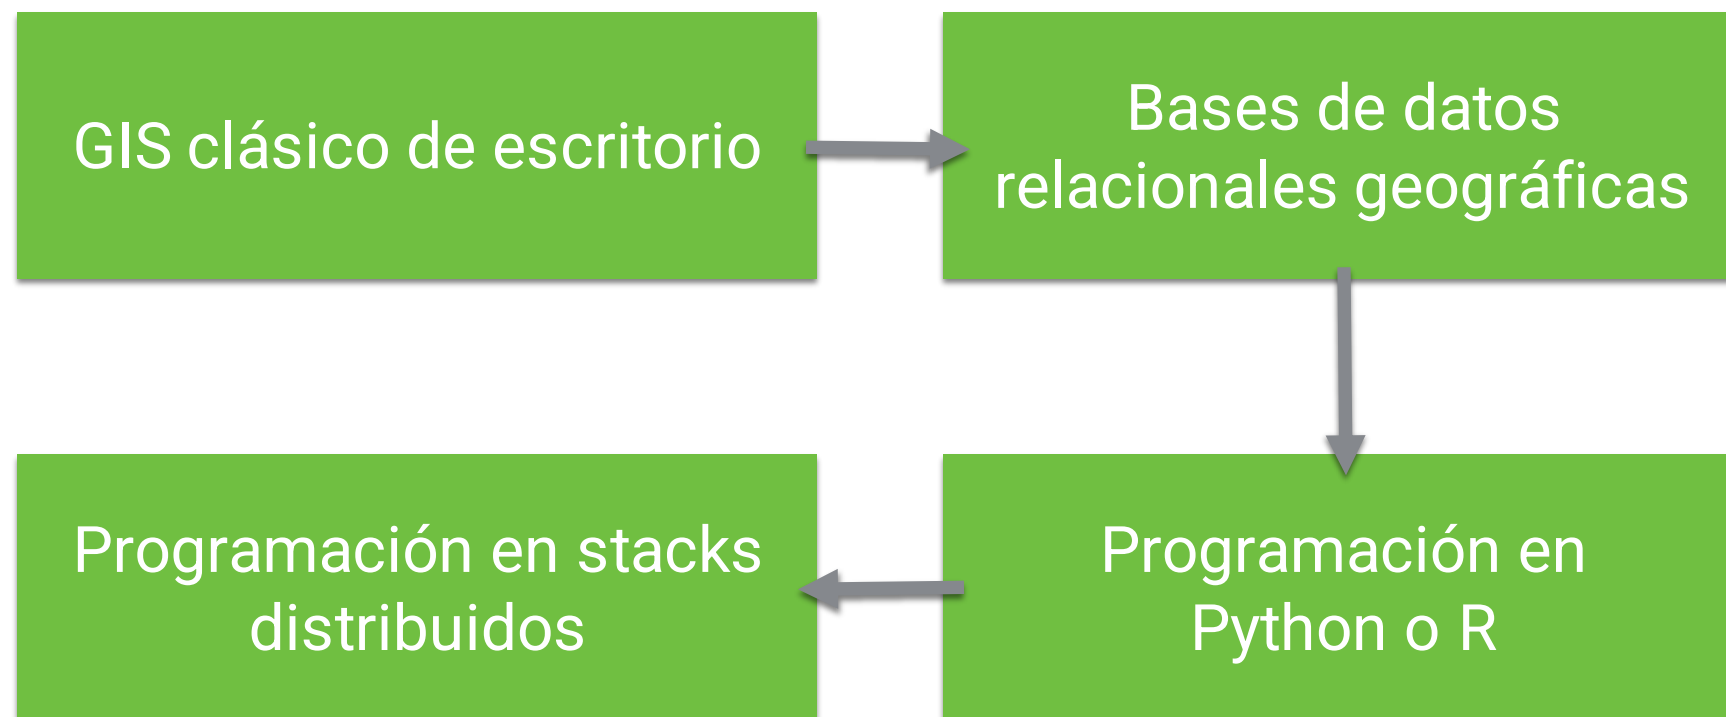 GIS clásico de escritorio
Bases de datos
relacionales geográficas
Programación en stacks
distribuidos
Programación en
Python o R